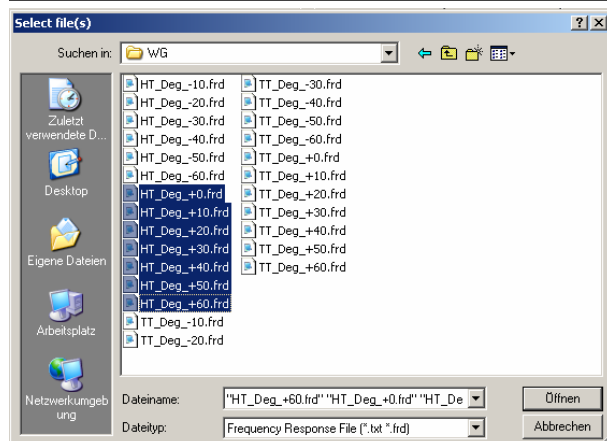 Select file(s)
Suchen in:
WG
Zuletzt
verwendete D...
Desktop
Eigene Dateien
Arbeitsplatz
Netzwerkumgeb
ung
HT_Deg_-10.frd
HT_Deg_-20.frd
HT_Deg_-30.frd
HT_Deg_-40.frd
HT_Deg_-50.frd
HT_Deg_-60.frd
HT_Deg_+0.frd
HT_Deg_+10.frd
HT_Deg_+20.frd
HT_Deg_+30.frd
HT_Deg_+40.frd
HT_Deg_+50.frd
HT_Deg_+60.frd
TT_Deg_-10.frd
TT_Deg_-20.frd
TT_Deg_-30.frd
TT_Deg_-40.frd
TT_Deg_-50.frd
TT_Deg_-60.frd
TT_Deg_+0.frd
TT_Deg_+10.frd
TT_Deg_+20.frd
TT_Deg_+30.frd
TT_Deg_+40.frd
TT_Deg_+50.frd
TT_Deg_+60.frd
Dateiname:
"HT_Deg_+60.frd" "HT_Deg_+0.frd" "HT_De
Öffnen
Dateityp:
Frequency Response File (*.txt *.frd)
Abbrechen